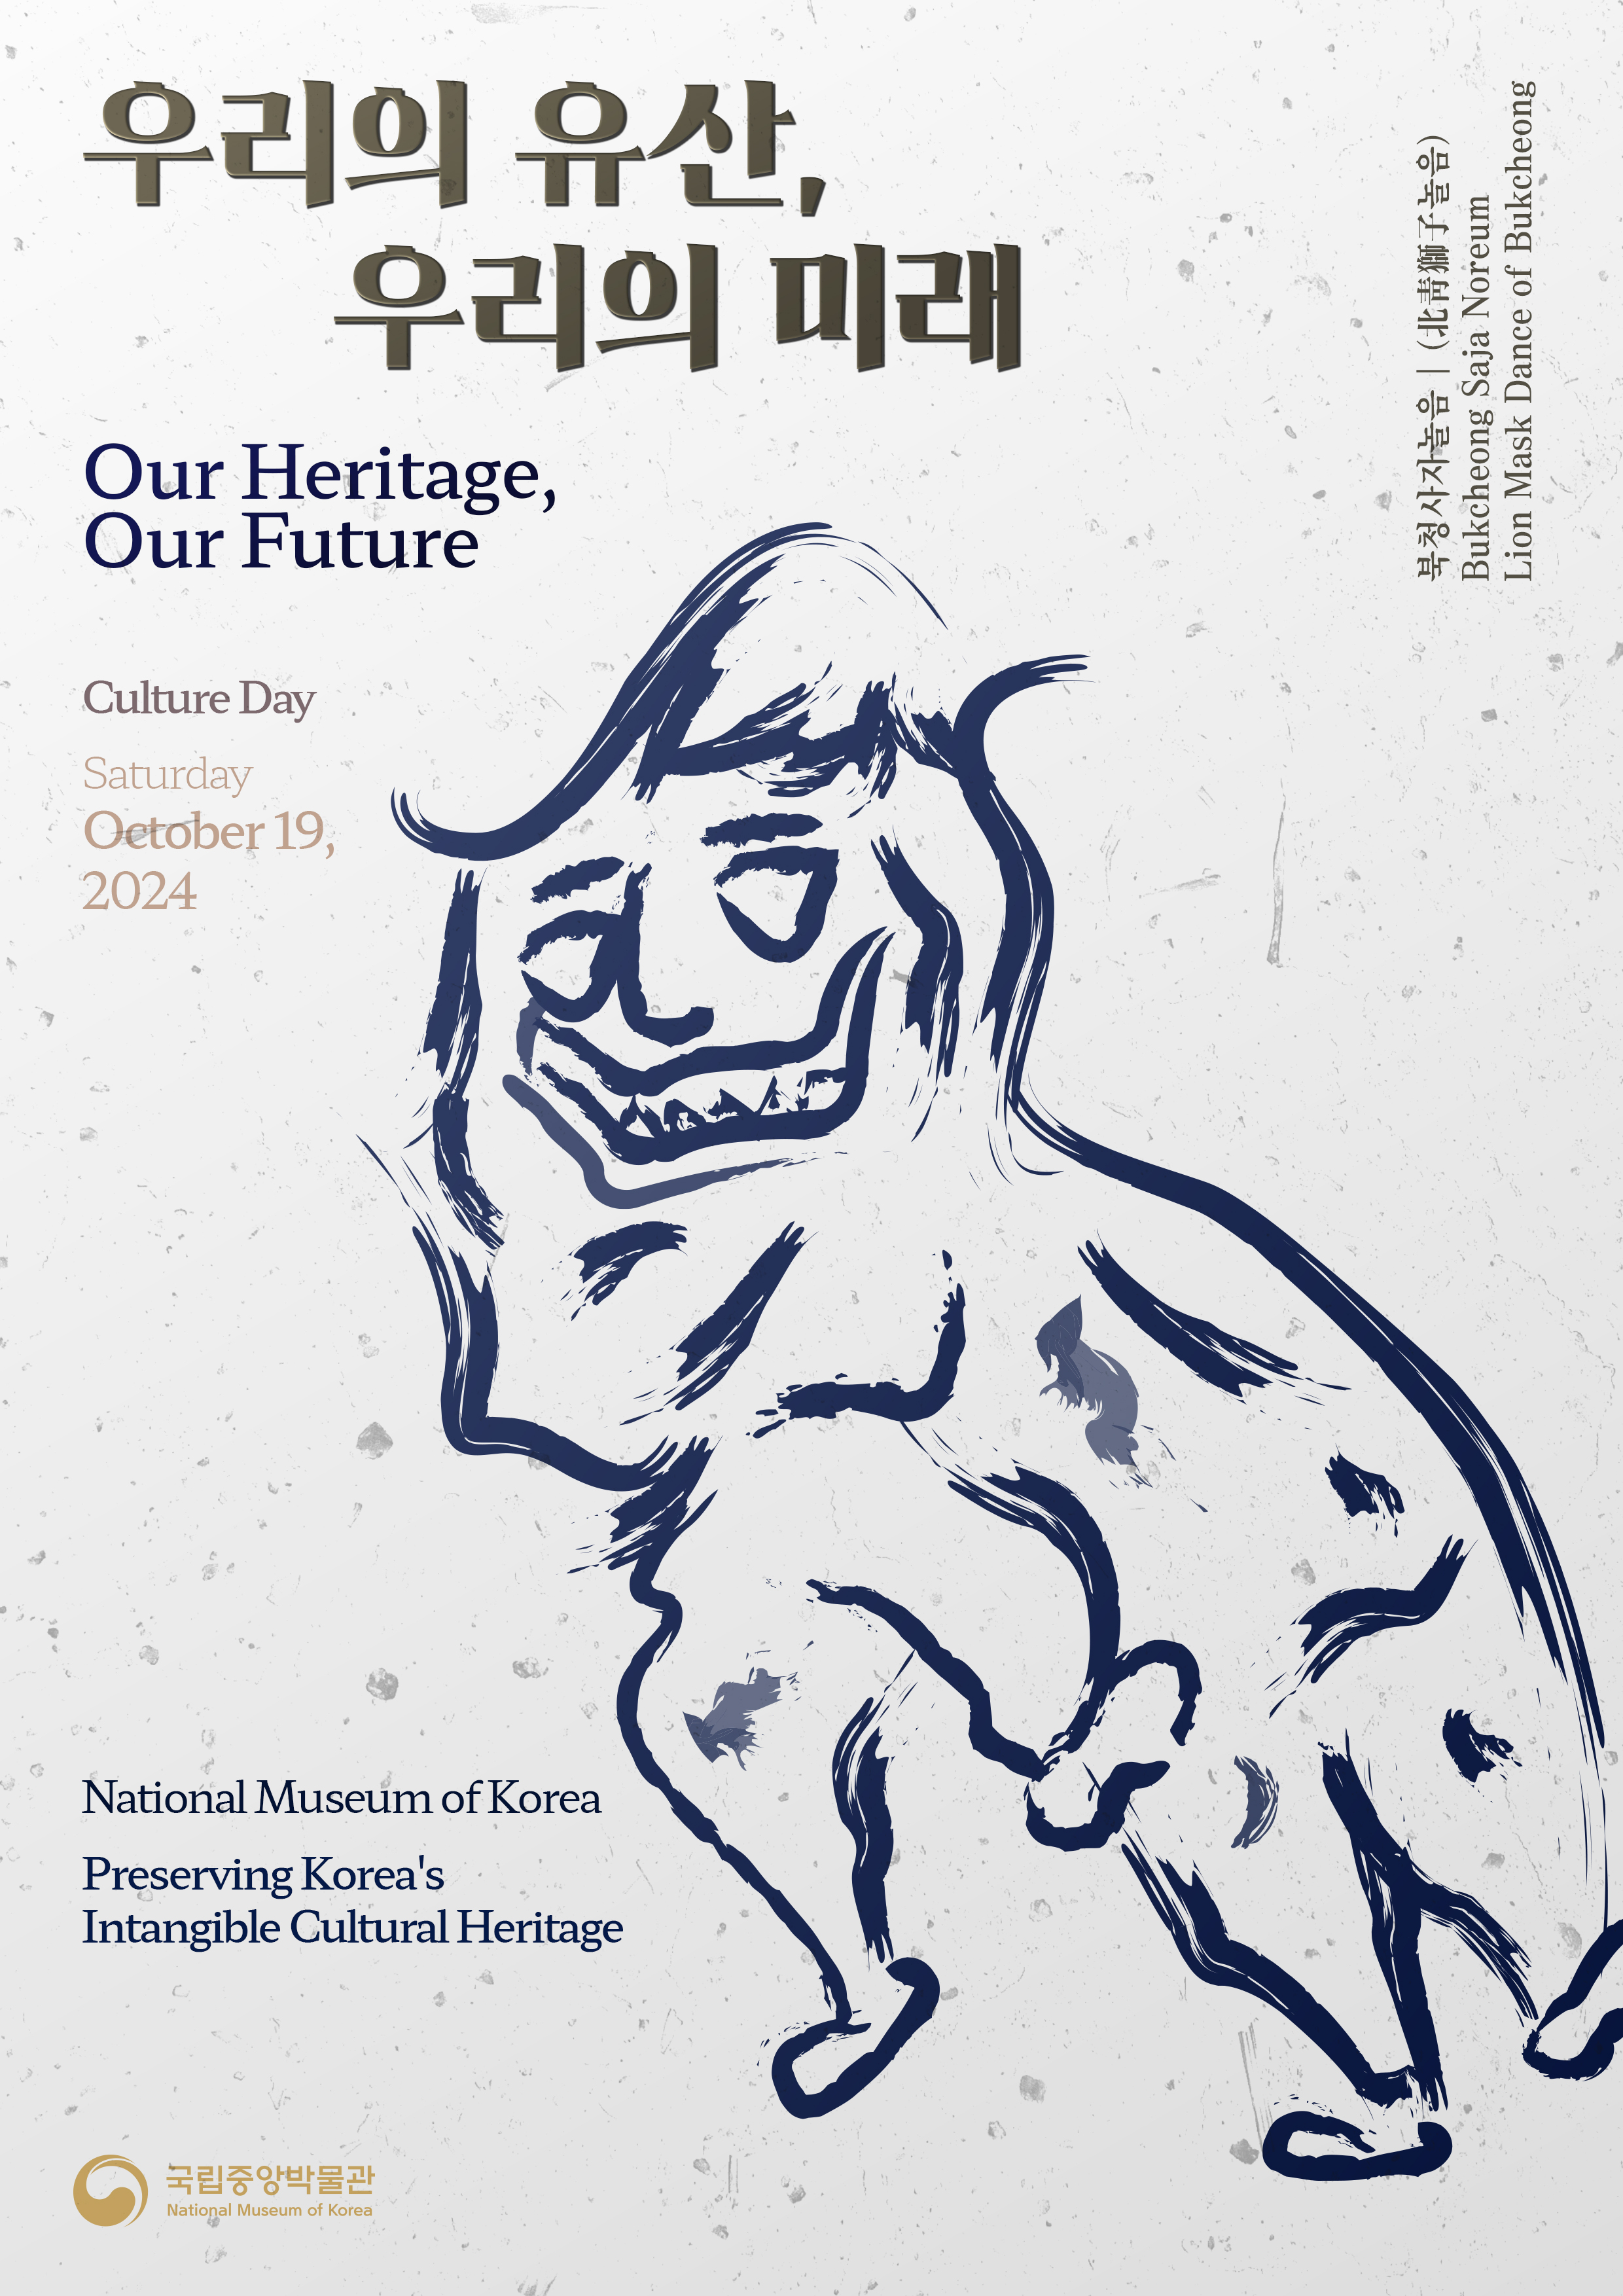 우리의 유산,
우리의 미래
Our Heritage,
Our Future
북청사자놀음 | (北靑獅子놀음)
Bukcheong Saja Noreum
Lion Mask Dance of Bukcheong
Culture Day
Saturday
October 19,
2024
National Museum of Korea
Preserving Korea's
Intangible Cultural Heritage
국립중앙박물관
National Museum of Korea